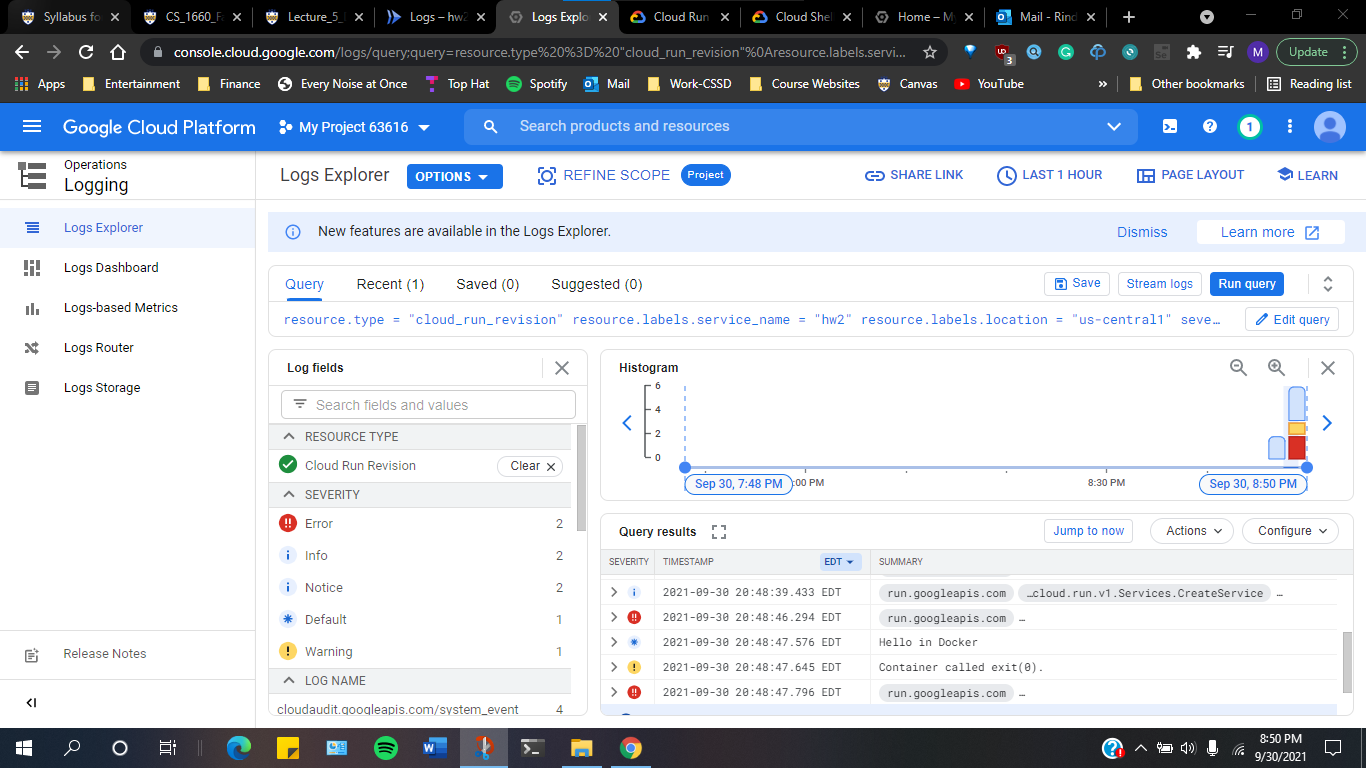 Syllabus fo
CS_1660_Fa
Lecture_5_I
Logs – hw2
Logs Explo
Cloud Run
Cloud She
Home – M
Mail - Rind
console.cloud.google.com/logs/query;query=resource.type%20%3D%20"cloud_run_revision"%0Aresource.labels.servi...
3
M
Update
Apps
Entertainment
Finance
Every Noise at Once
Top Hat
Spotify
Mail
Work-CSSD
Course Websites
Canvas
YouTube
»
Other bookmarks
Reading list
Google Cloud Platform
My Project 63616
Search products and resources
1
Operations
Logging
Logs Explorer
OPTIONS
REFINE SCOPE
Project
SHARE LINK
LAST 1 HOUR
PAGE LAYOUT
LEARN
Logs Explorer
Logs Dashboard
Logs-based Metrics
Logs Router
Logs Storage
Release Notes
New features are available in the Logs Explorer.
Dismiss
Learn more
Query
Recent (1)
Saved (0)
Suggested (0)
Save
Stream logs
Run query
resource.type = "cloud_run_revision" resource.labels.service_name = "hw2" resource.labels.location = "us-central1" seve…
Edit query
Log fields
Search fields and values
RESOURCE TYPE
Cloud Run Revision
Clear
SEVERITY
Error 2
Info 2
Notice 2
Default 1
Warning 1
LOG NAME
cloudaudit.googleapis.com/system_event 4
Histogram
6
4
2
0
Sep 30, 7:48 PM
:00 PM
8:30 PM
Sep 30, 8:50 PM
Query results
Jump to now
Actions
Configure
SEVERITY TIMESTAMP EDT SUMMARY
2021-09-30 20:48:39.433 EDT run.googleapis.com …cloud.run.v1.Services.CreateService …
2021-09-30 20:48:46.294 EDT run.googleapis.com …
2021-09-30 20:48:47.576 EDT Hello in Docker
2021-09-30 20:48:47.645 EDT Container called exit(0).
2021-09-30 20:48:47.796 EDT run.googleapis.com …
8:50 PM
9/30/2021